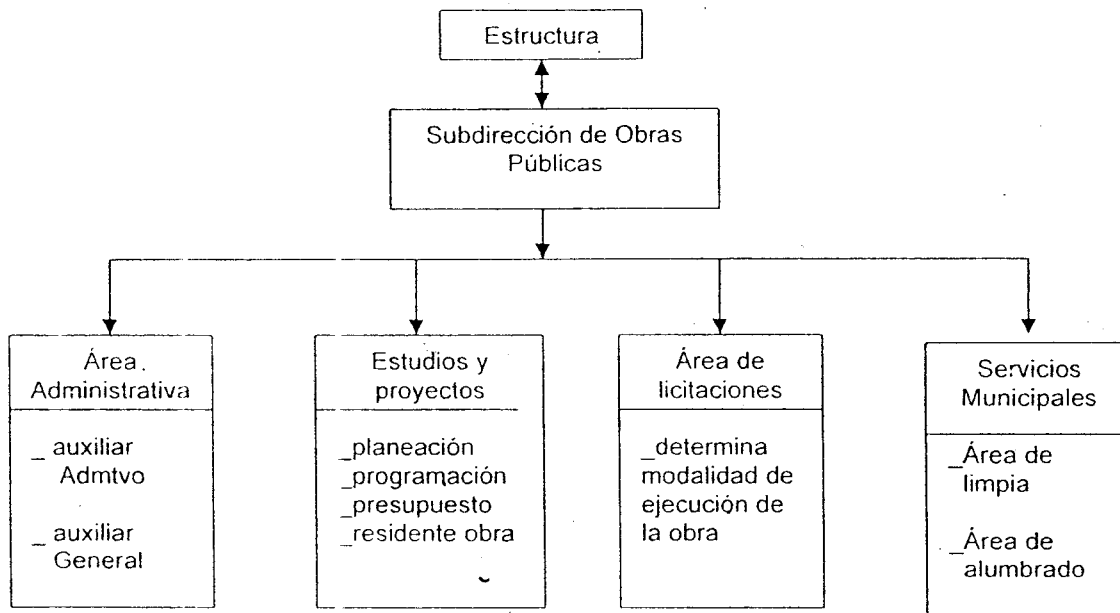 Estructura
Subdirección de Obras
Públicas
Área
Administrativa
_ auxiliar
Admtvo
_ auxiliar
General
Estudios y
proyectos
_planeación
_programación
_presupuesto
_residente obra
Área de
licitaciones
_determina
modalidad de
ejecución de
la obra
Servicios
Municipales
_Área de
limpia
_Área de
alumbrado